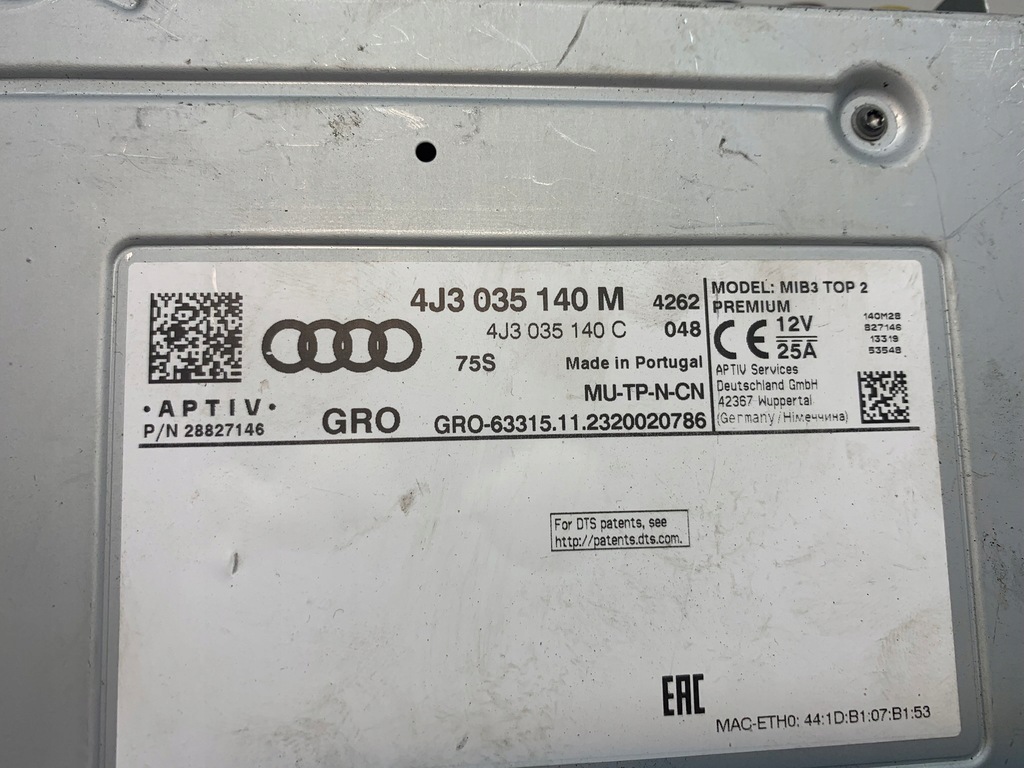 4J3 035 140 M 4262
4J3 035 140 C 048
75S Made in Portugal
MU-TP-N-CN
• APTIV •
P/N 28827146
GRO GRO-63315.11.2320020786
MODEL: MIB3 TOP 2
PREMIUM
CE 12V
25A
140M2B
827146
13319
53548
APTIV Services
Deutschland GmbH
42367 Wuppertal
(Germany/Німеччина)
For DTS patents, see
http://patents.dts.com.
EAC
MAC-ETH0: 44:1D:B1:07:B1:53